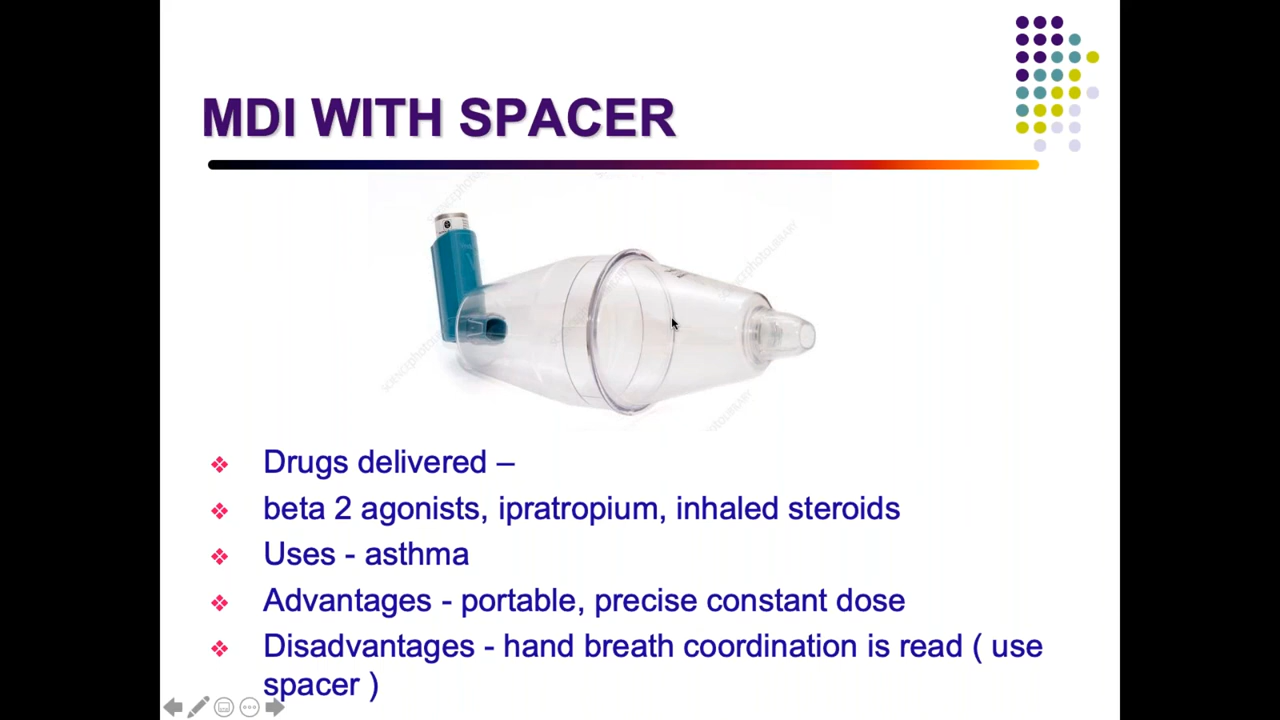 MDI WITH SPACER
Drugs delivered –
beta 2 agonists, ipratropium, inhaled steroids
Uses - asthma
Advantages - portable, precise constant dose
Disadvantages - hand breath coordination is read ( use
spacer )